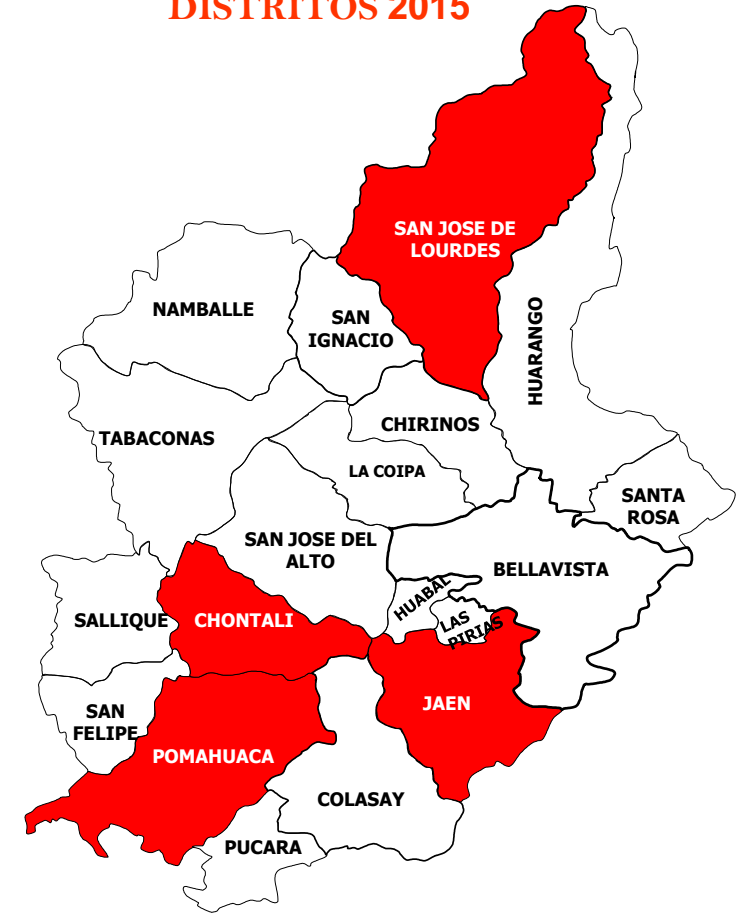 DISTRITOS 2015
SAN JOSE DE
LOURDES
NAMBALLE
SAN
IGNACIO
HUARANGO
CHIRINOS
TABACONAS
LA COIPA
SANTA
ROSA
SAN JOSE DEL
ALTO
BELLAVISTA
HUABAL
SALLIQUE
CHONTALI
LAS
PIRIAS
JAEN
SAN
FELIPE
POMAHUACA
COLASAY
PUCARA